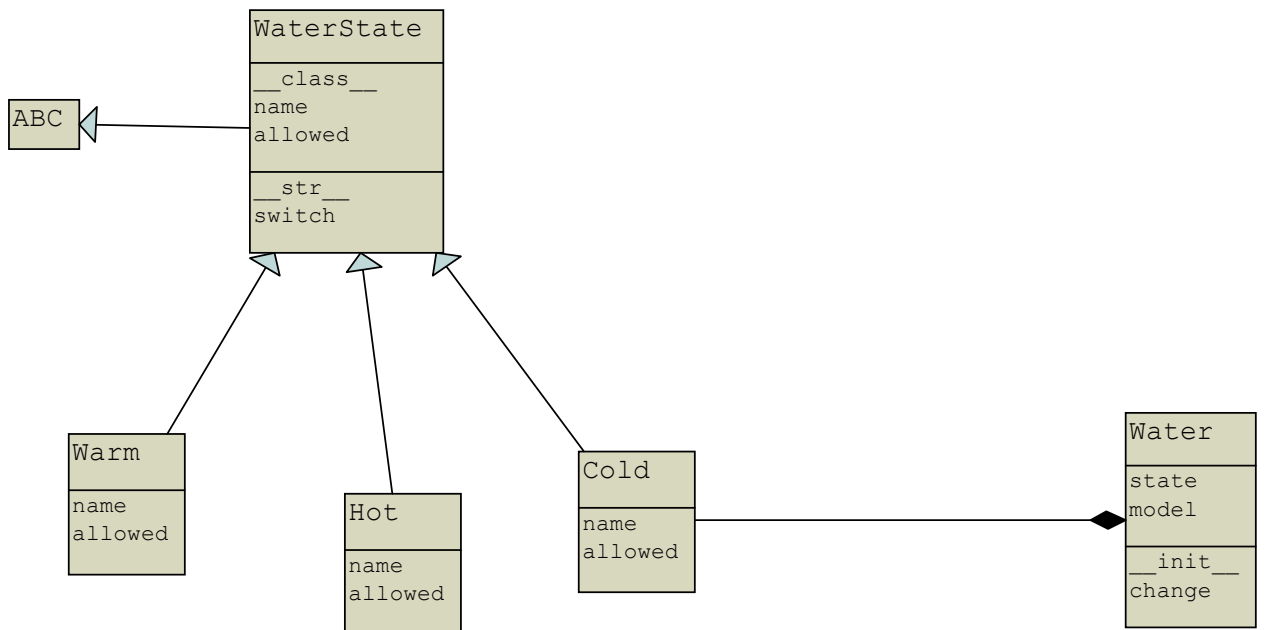 WaterState
__class__
name
allowed
__str__
switch
ABC
Warm
name
allowed
Hot
name
allowed
Cold
name
allowed
Water
state
model
__init__
change